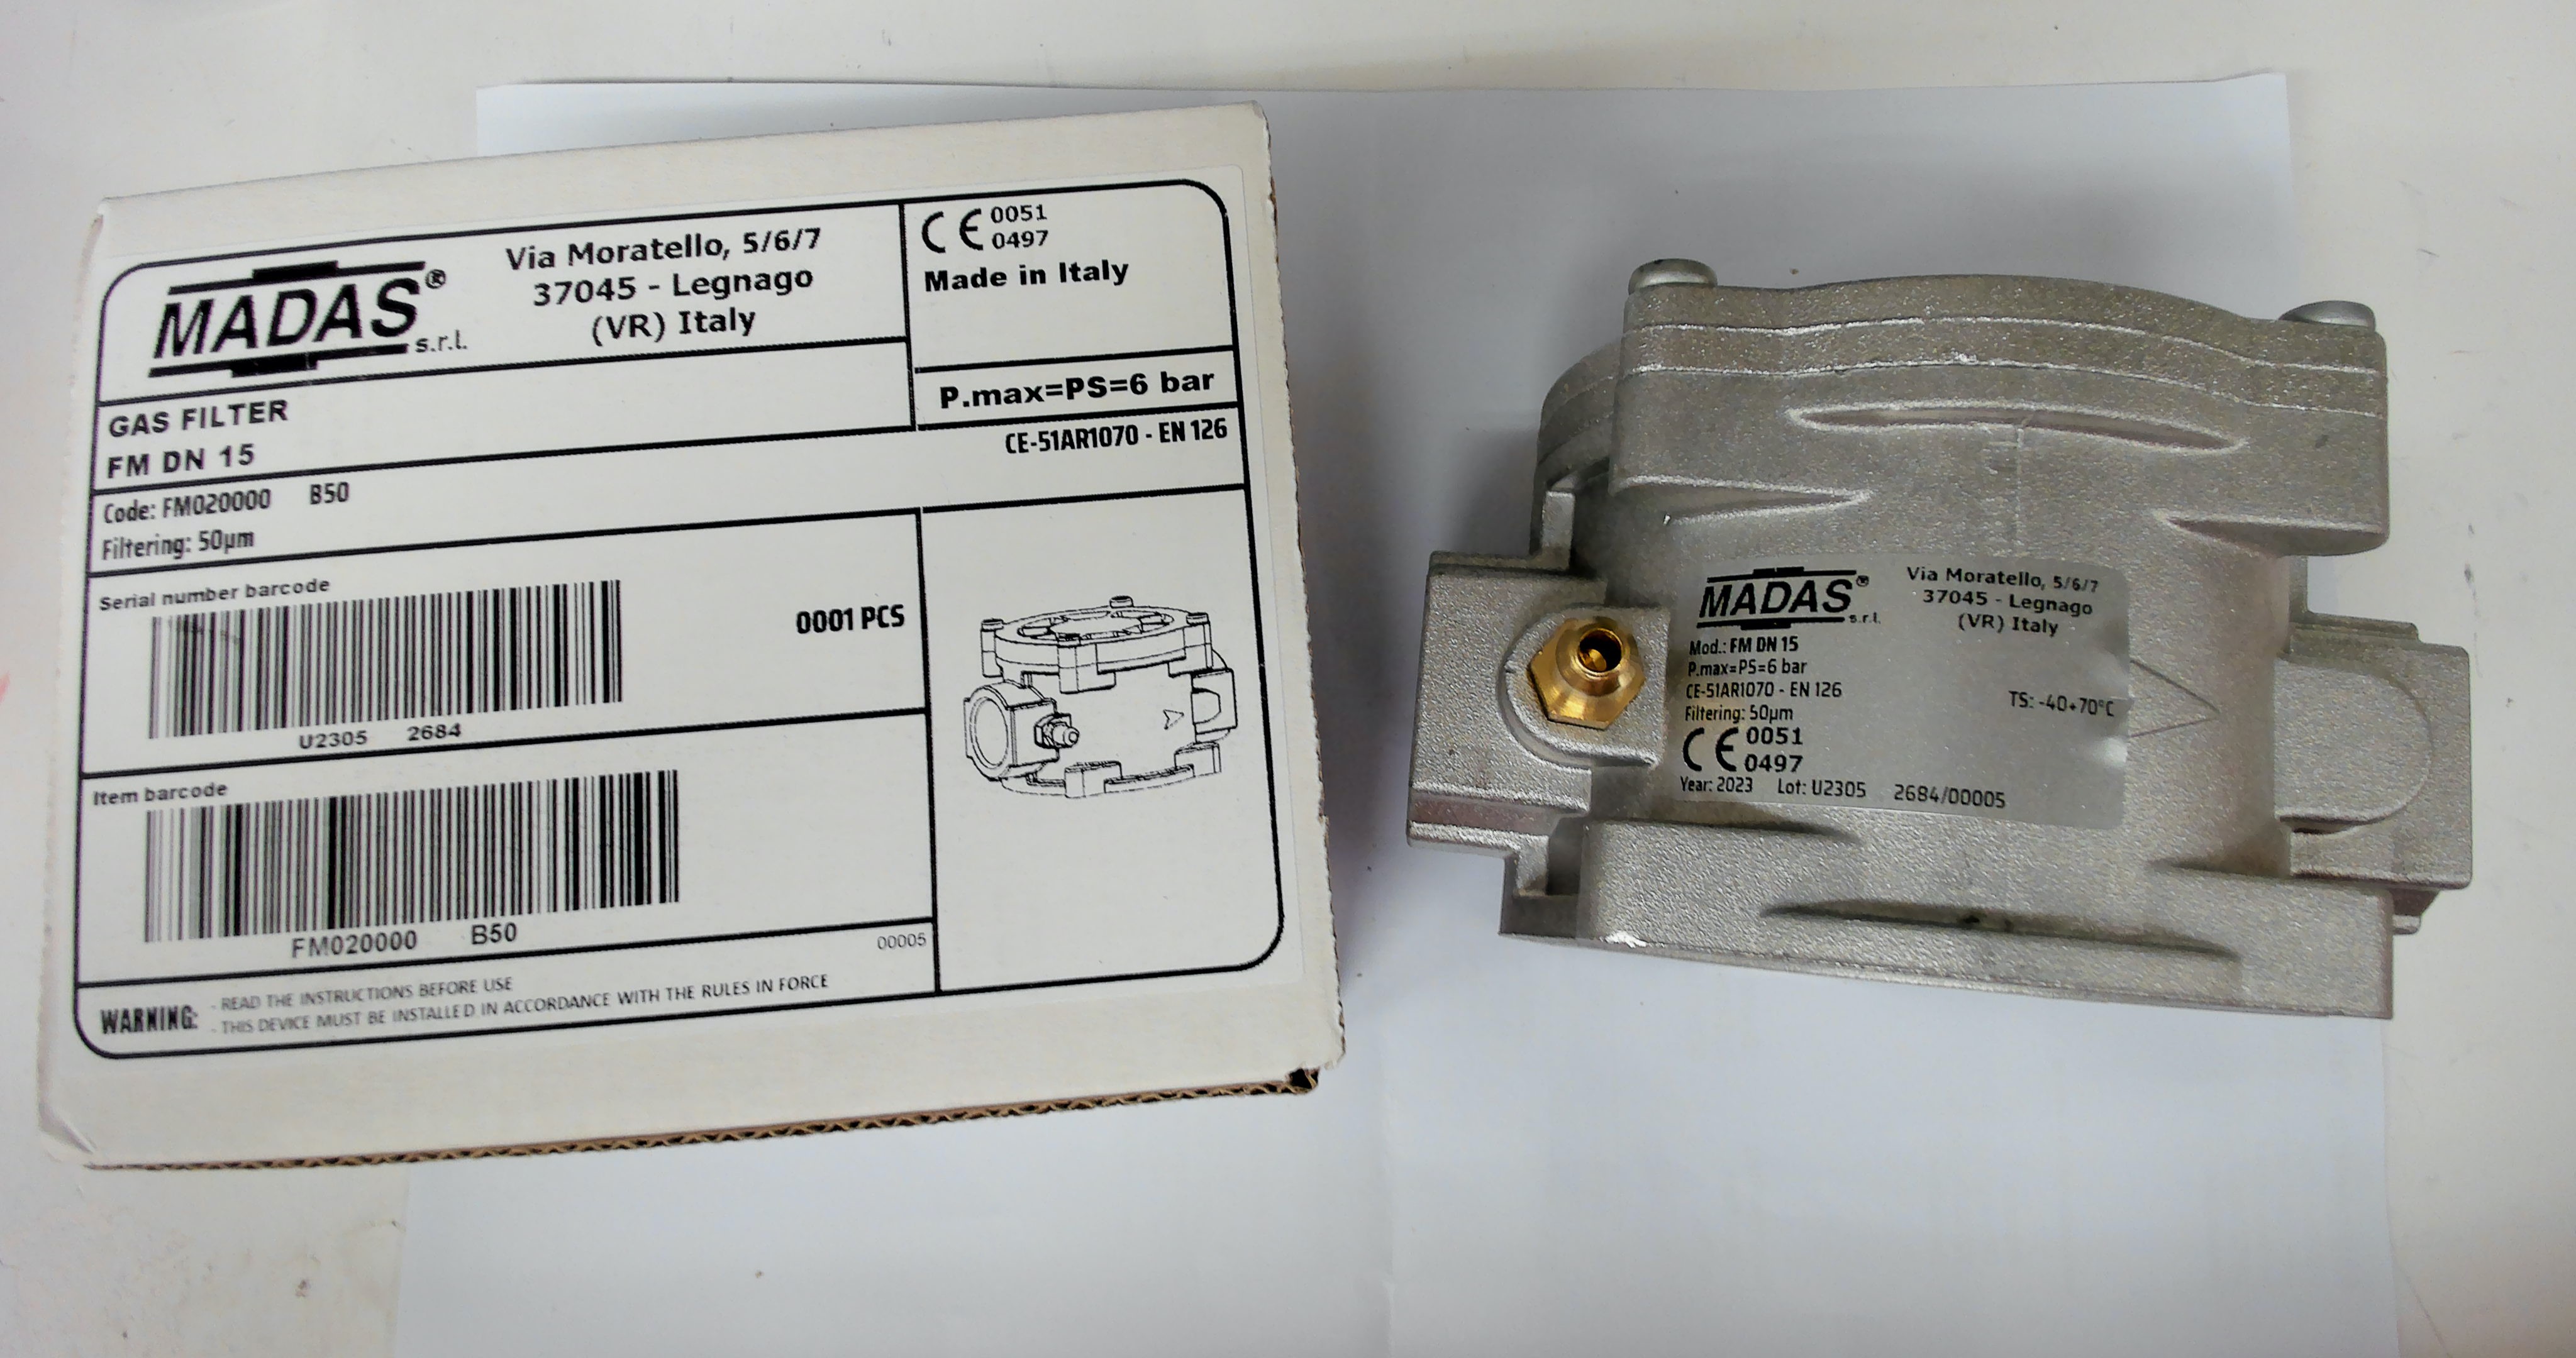 MADAS® s.r.l.
Via Moratello, 5/6/7
37045 - Legnago
(VR) Italy
CE 0051
0497
Made in Italy
P.max=PS=6 bar
GAS FILTER
FM DN 15
CE-51AR1070 - EN 126
Code: FM020000 B50
Filtering: 50µm
Serial number barcode
0001 PCS
U2305 2684
Item barcode
FM020000 B50
00005
WARNING:
- READ THE INSTRUCTIONS BEFORE USE
- THIS DEVICE MUST BE INSTALLED IN ACCORDANCE WITH THE RULES IN FORCE
MADAS® s.r.l.
Via Moratello, 5/6/7
37045 - Legnago
(VR) Italy
Mod.: FM DN 15
P.max=PS=6 bar
CE-51AR1070 - EN 126
TS: -40+70°C
Filtering: 50µm
CE 0051
0497
Year: 2023 Lot: U2305 2684/00005